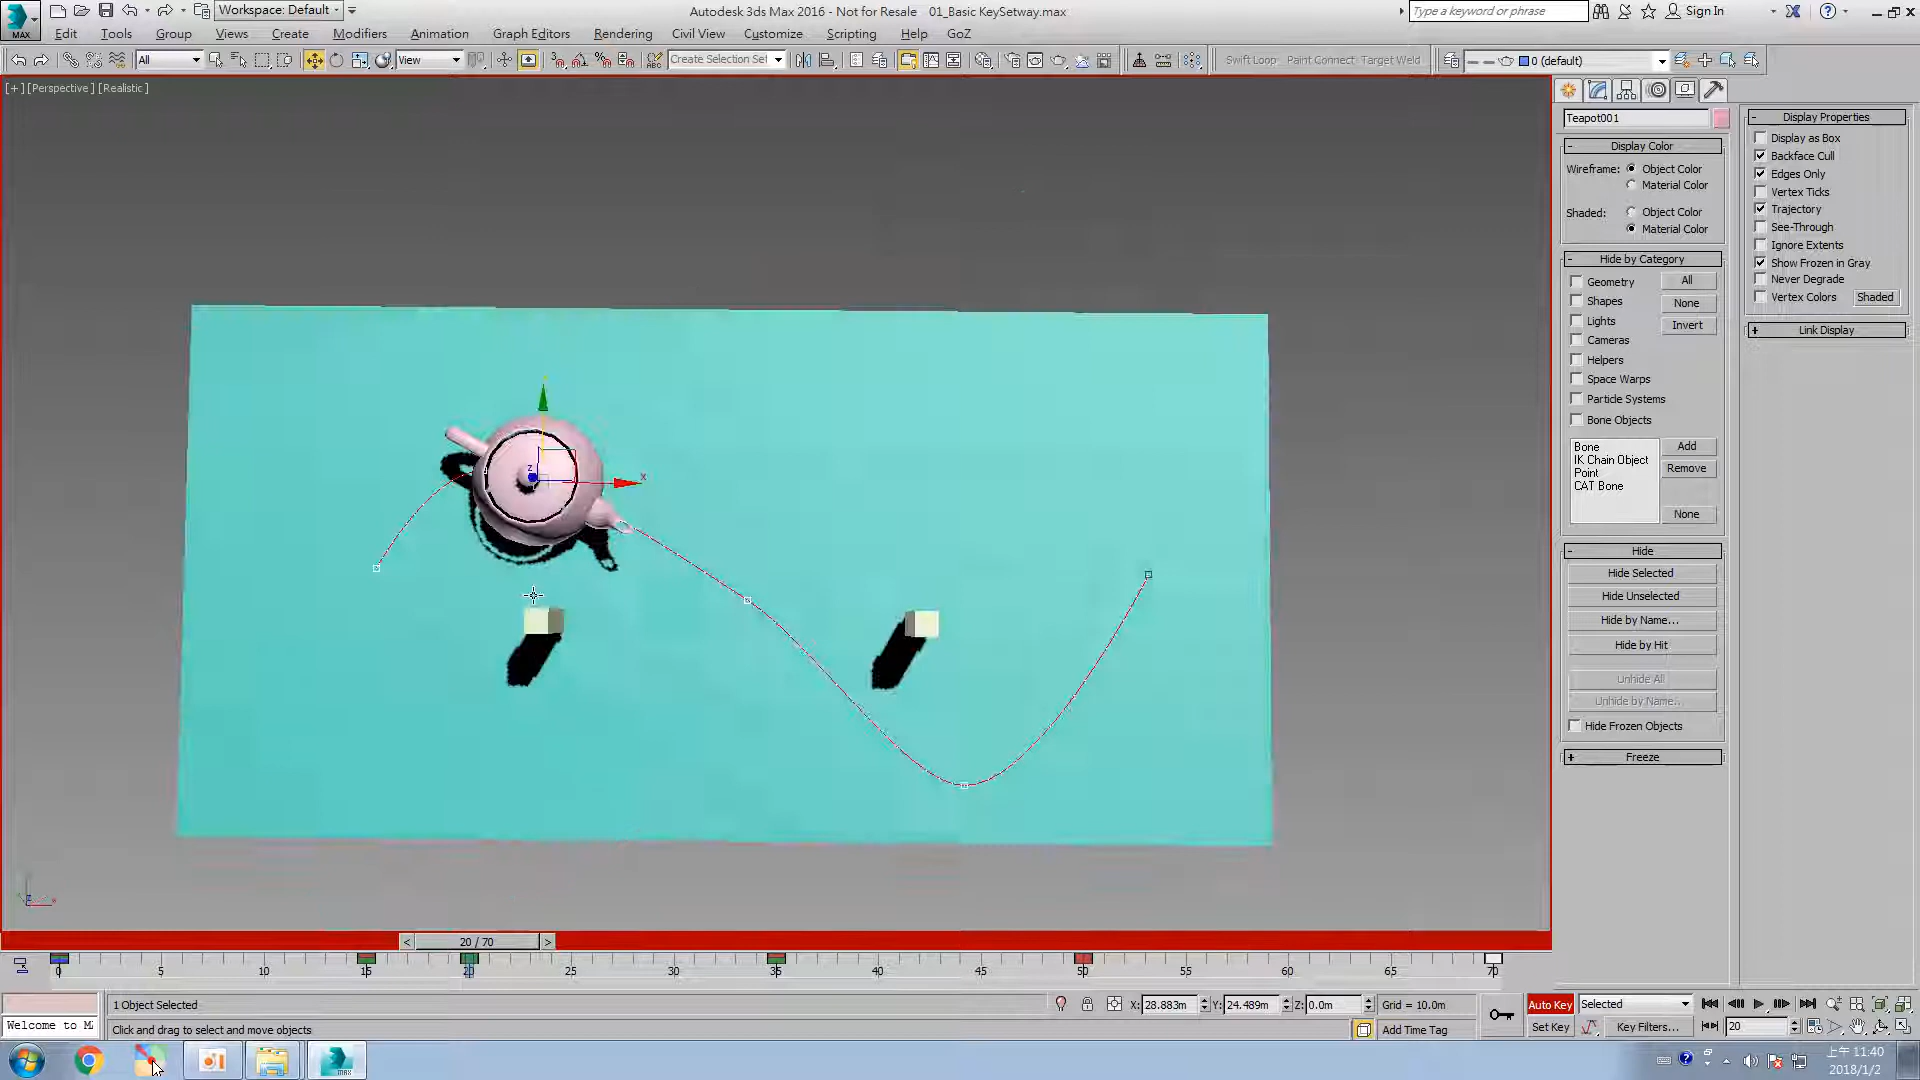 Workspace: Default
Autodesk 3ds Max 2016 - Not for Resale   01_Basic KeySetway.max
Type a keyword or phrase
Sign In
MAX
Edit Tools Group Views Create Modifiers Animation Graph Editors Rendering Civil View Customize Scripting Help GoZ
All
View
Create Selection Set
Swift Loop Paint Connect Target Weld
0 (default)
[+] [Perspective] [Realistic]
Teapot001
Display Color
Wireframe: Object Color
Material Color
Shaded: Object Color
Material Color
Hide by Category
Geometry All
Shapes None
Lights Invert
Cameras
Helpers
Space Warps
Particle Systems
Bone Objects
Bone Add
IK Chain Object
Point Remove
CAT Bone
None
Hide
Hide Selected
Hide Unselected
Hide by Name...
Hide by Hit
Unhide All
Unhide by Name...
Hide Frozen Objects
Freeze
Display Properties
Display as Box
Backface Cull
Edges Only
Vertex Ticks
Trajectory
See-Through
Ignore Extents
Show Frozen in Gray
Never Degrade
Vertex Colors Shaded
Link Display
z
x
< 20 / 70 >
0 5 10 15 20 25 30 35 40 45 50 55 60 65 70
1 Object Selected
X: 28.883m Y: 24.489m Z: 0.0m Grid = 10.0m
Auto Key Selected
Welcome to M
Click and drag to select and move objects
Add Time Tag
Set Key Key Filters... 20
上午 11:40
2018/1/2